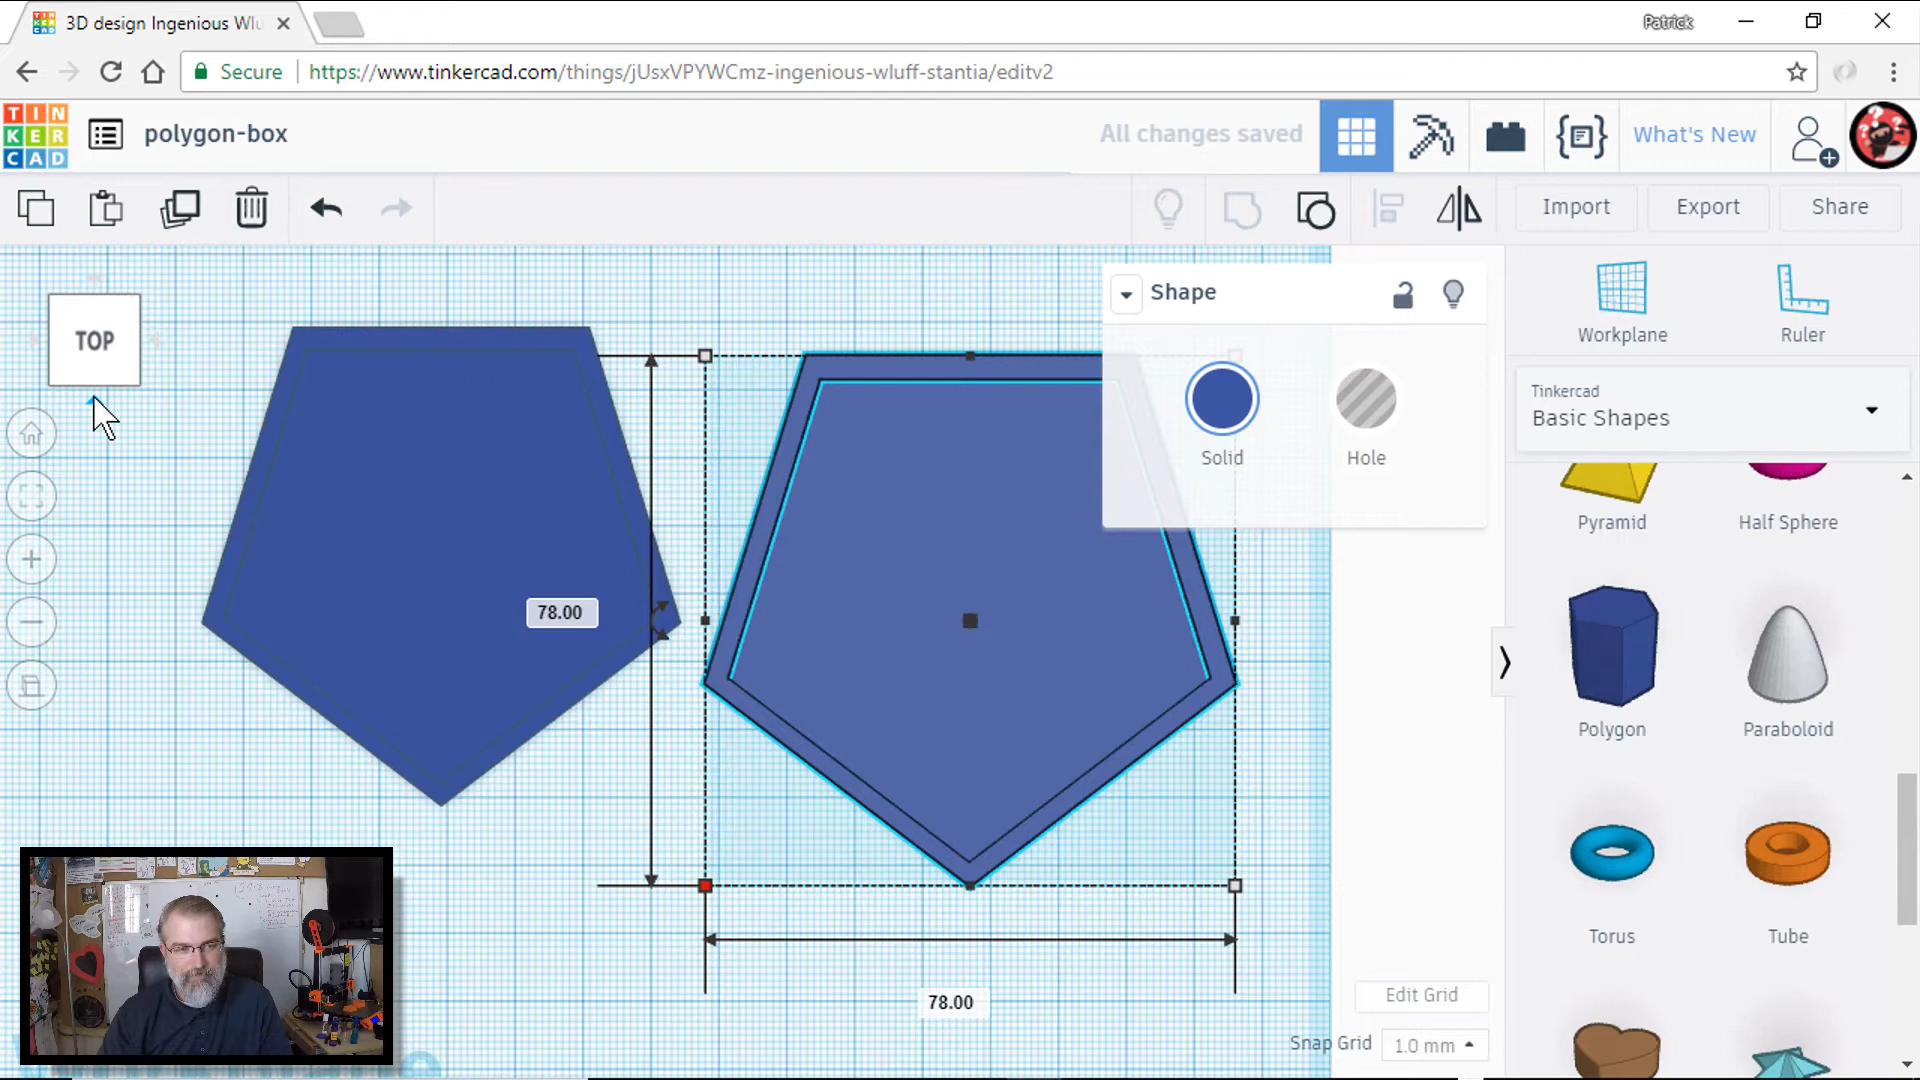 3D design Ingenious Wlu
Patrick
Secure
https://www.tinkercad.com/things/jUsxVPYWCmz-ingenious-wluff-stantia/editv2
TIN
KER
CAD
polygon-box
All changes saved
What's New
Import
Export
Share
TOP
Shape
Solid
Hole
Workplane
Ruler
Tinkercad
Basic Shapes
Pyramid
Half Sphere
78.00
Polygon
Paraboloid
Torus
Tube
78.00
Edit Grid
Snap Grid
1.0 mm